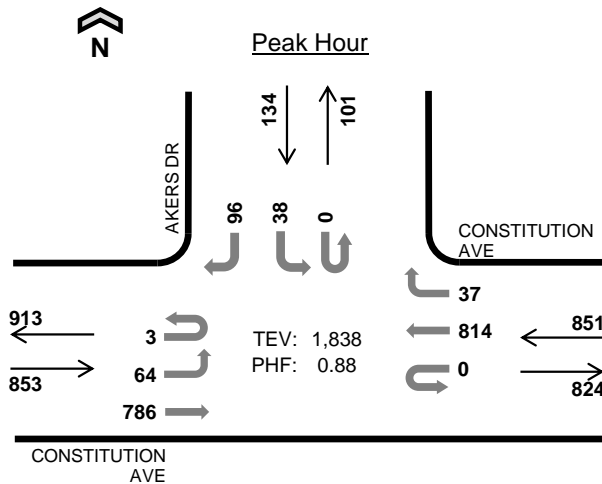 N
Peak Hour
134
101
AKERS DR
96
38
0
CONSTITUTION
AVE
37
913
3
TEV: 1,838
814
851
853
64
PHF: 0.88
0
824
786
CONSTITUTION
AVE